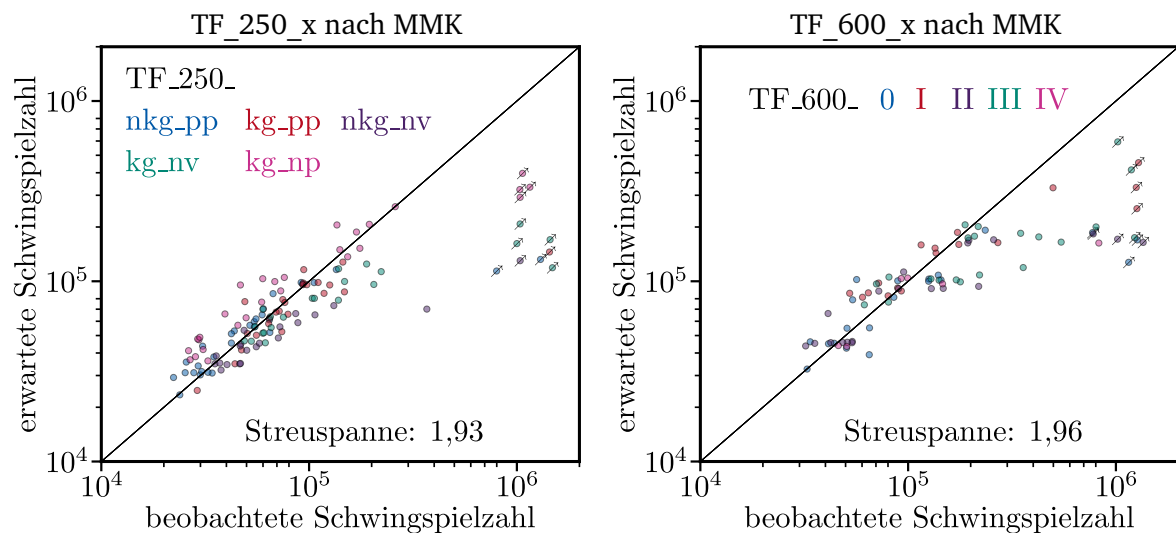 TF_250_x nach MMK
TF_250_
nkg_pp kg_pp nkg_nv
kg_nv kg_np
Streuspanne: 1,93
erwartete Schwingspielzahl
10^6
10^5
10^4
10^4 10^5 10^6
beobachtete Schwingspielzahl
TF_600_x nach MMK
TF_600_ 0 I II III IV
Streuspanne: 1,96
erwartete Schwingspielzahl
10^6
10^5
10^4
10^4 10^5 10^6
beobachtete Schwingspielzahl